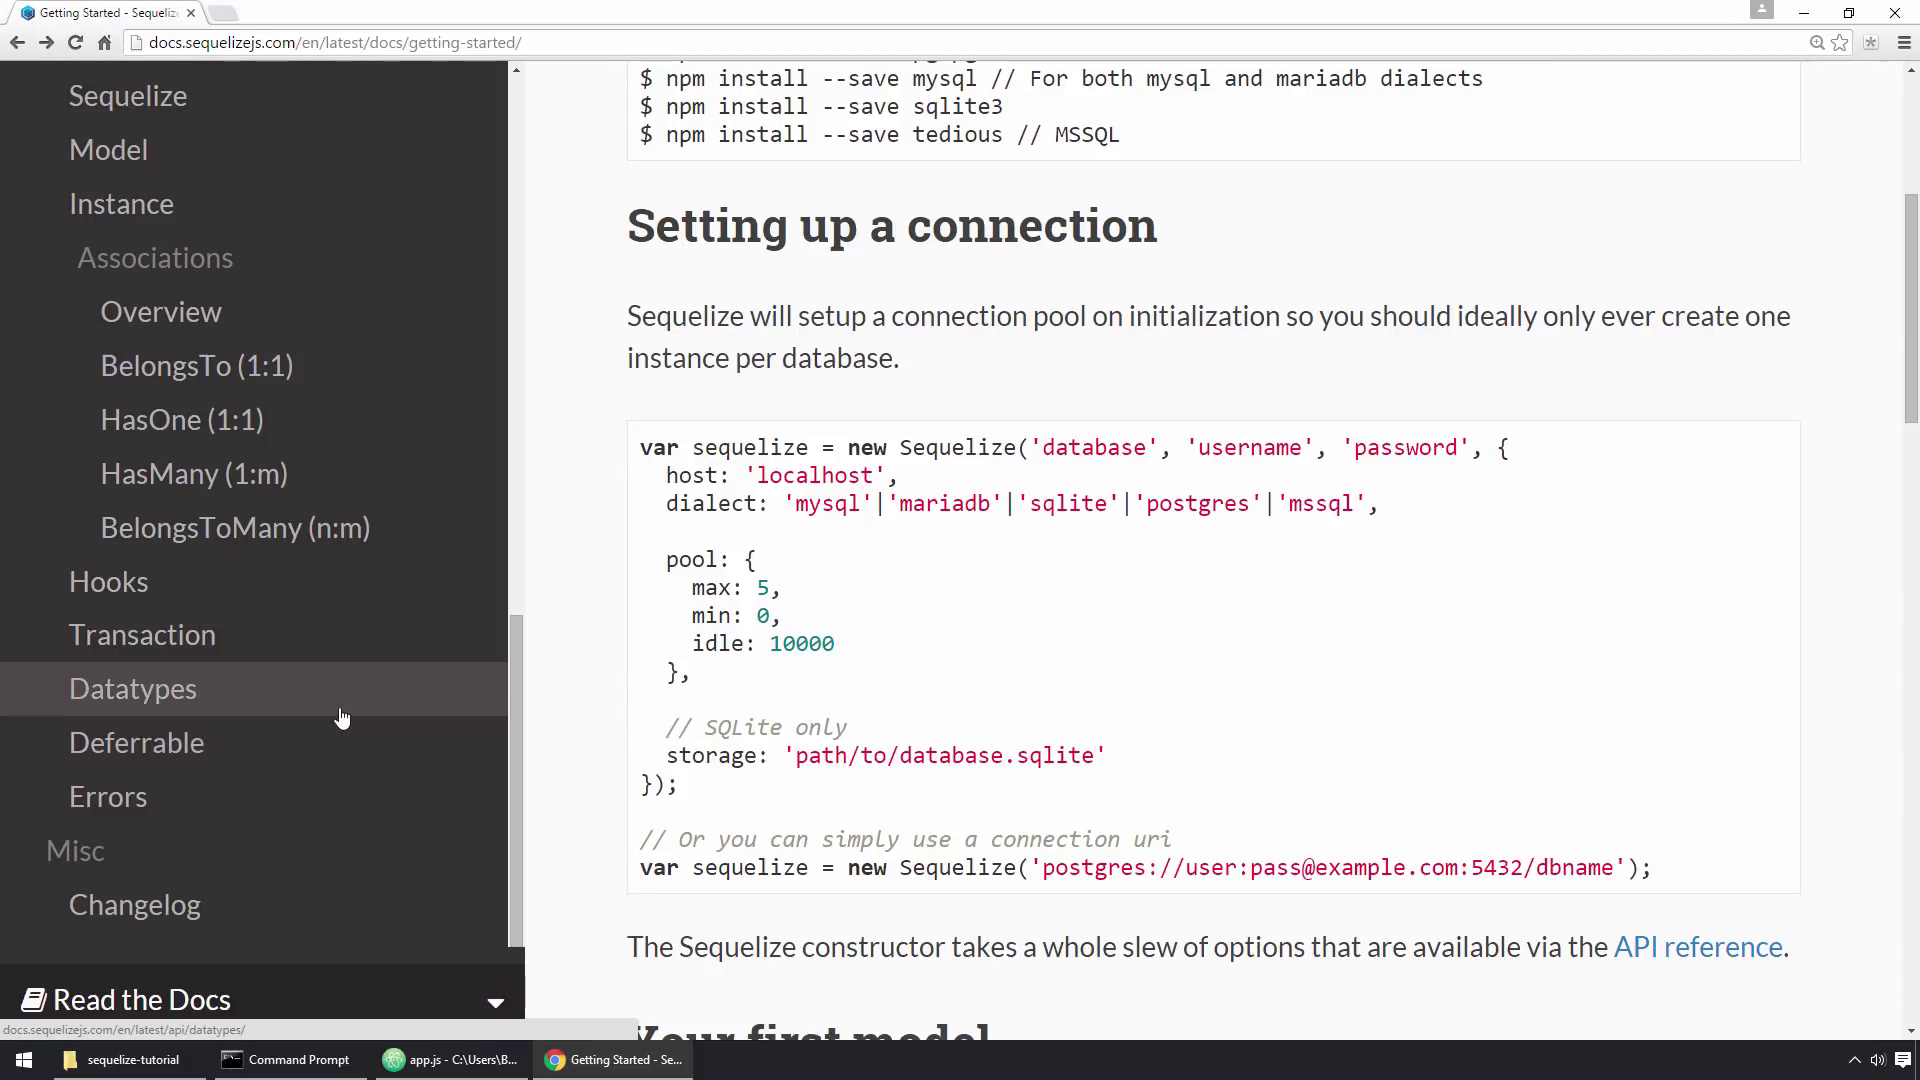 Getting Started - Sequeliz
docs.sequelizejs.com/en/latest/docs/getting-started/
Sequelize
Model
Instance
Associations
Overview
BelongsTo (1:1)
HasOne (1:1)
HasMany (1:m)
BelongsToMany (n:m)
Hooks
Transaction
Datatypes
Deferrable
Errors
Misc
Changelog
Read the Docs
docs.sequelizejs.com/en/latest/api/datatypes/
$ npm install --save mysql // For both mysql and mariadb dialects
$ npm install --save sqlite3
$ npm install --save tedious // MSSQL
Setting up a connection
Sequelize will setup a connection pool on initialization so you should ideally only ever create one
instance per database.
var sequelize = new Sequelize('database', 'username', 'password', {
  host: 'localhost',
  dialect: 'mysql'|'mariadb'|'sqlite'|'postgres'|'mssql',
  pool: {
    max: 5,
    min: 0,
    idle: 10000
  },
  // SQLite only
  storage: 'path/to/database.sqlite'
});
// Or you can simply use a connection uri
var sequelize = new Sequelize('postgres://user:pass@example.com:5432/dbname');
The Sequelize constructor takes a whole slew of options that are available via the API reference.
Your first model
sequelize-tutorial
Command Prompt
app.js - C:\Users\B...
Getting Started - Se...